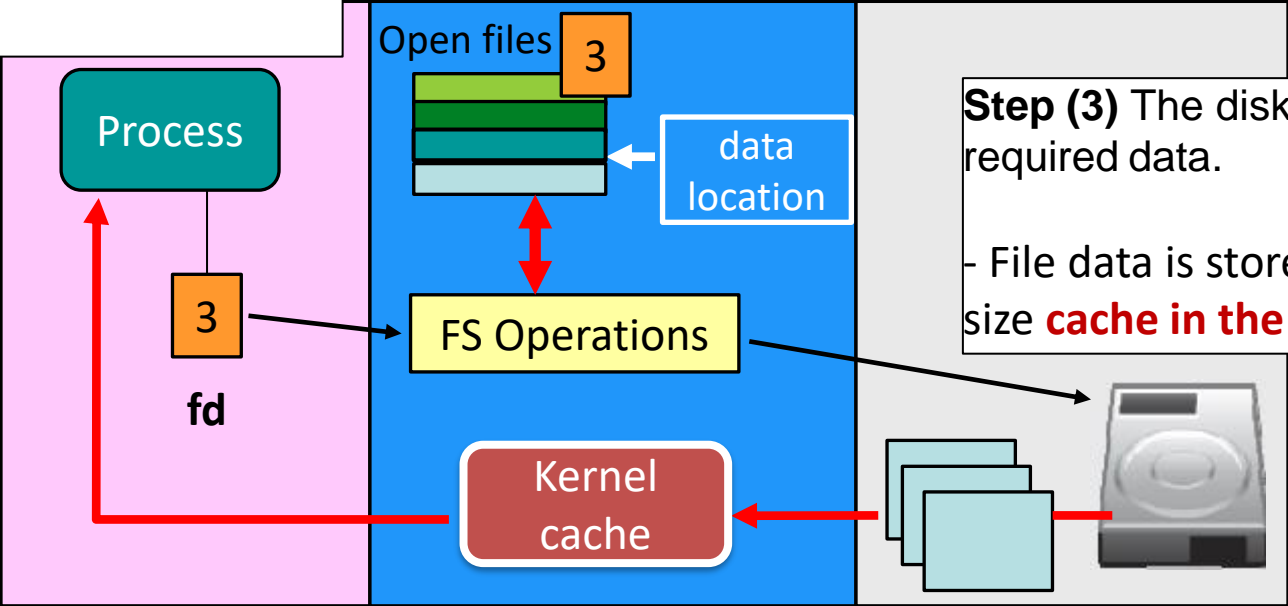 Open files
3
Process
data
location
Step (3) The disk
required data.
- File data is store
size cache in the
3
FS Operations
fd
Kernel
cache